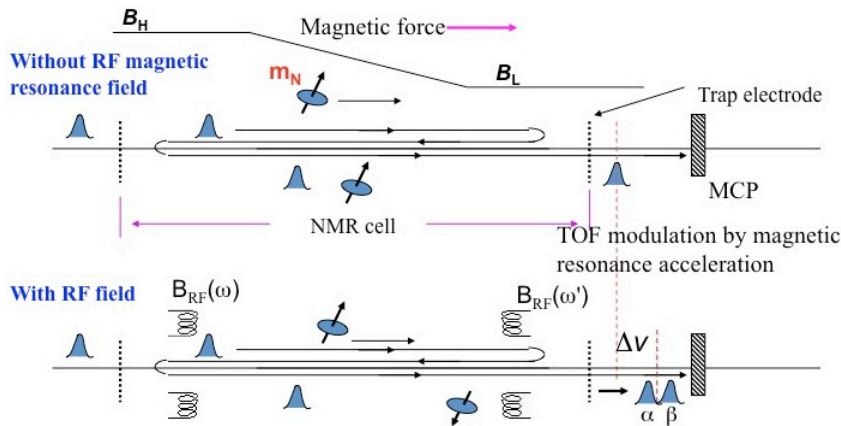 B_H
Magnetic force
Without RF magnetic
resonance field
m_N
B_L
Trap electrode
MCP
NMR cell
TOF modulation by magnetic
resonance acceleration
With RF field
B_RF(ω)
B_RF(ω')
ΔV
α β